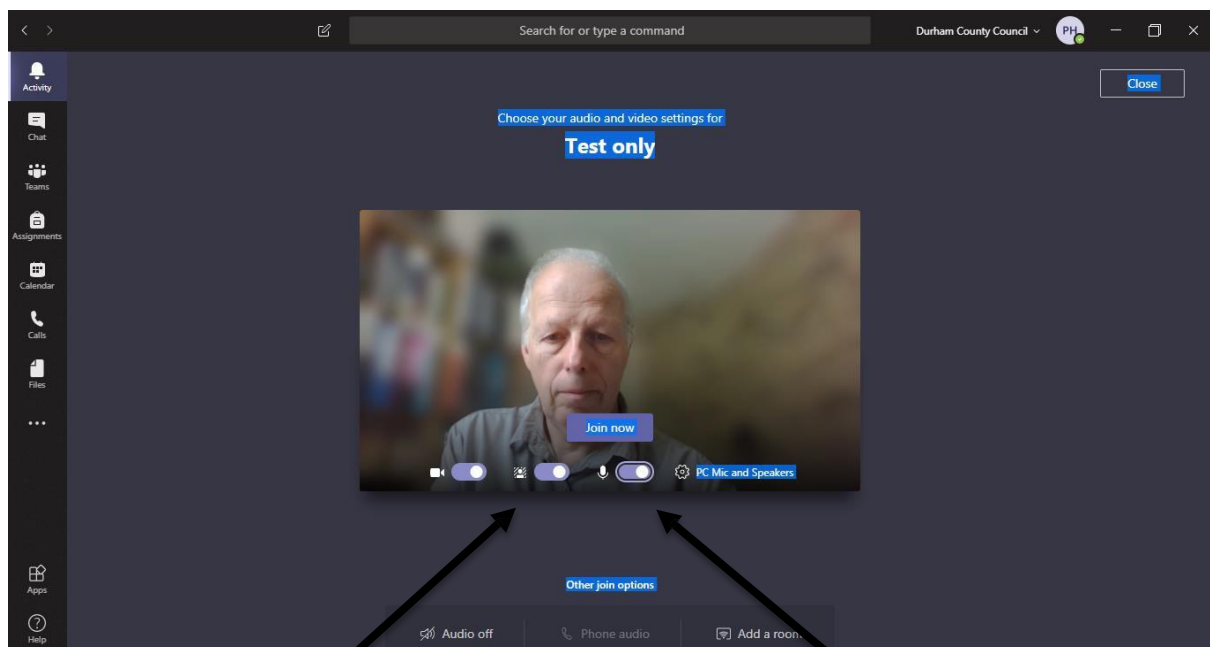 Search for or type a command
Durham County Council
PH
Activity
Close
Choose your audio and video settings for
Test only
Chat
Teams
Assignments
Calendar
Calls
Files
Join now
PC Mic and Speakers
Other join options
Apps
Help
Audio off
Phone audio
Add a room